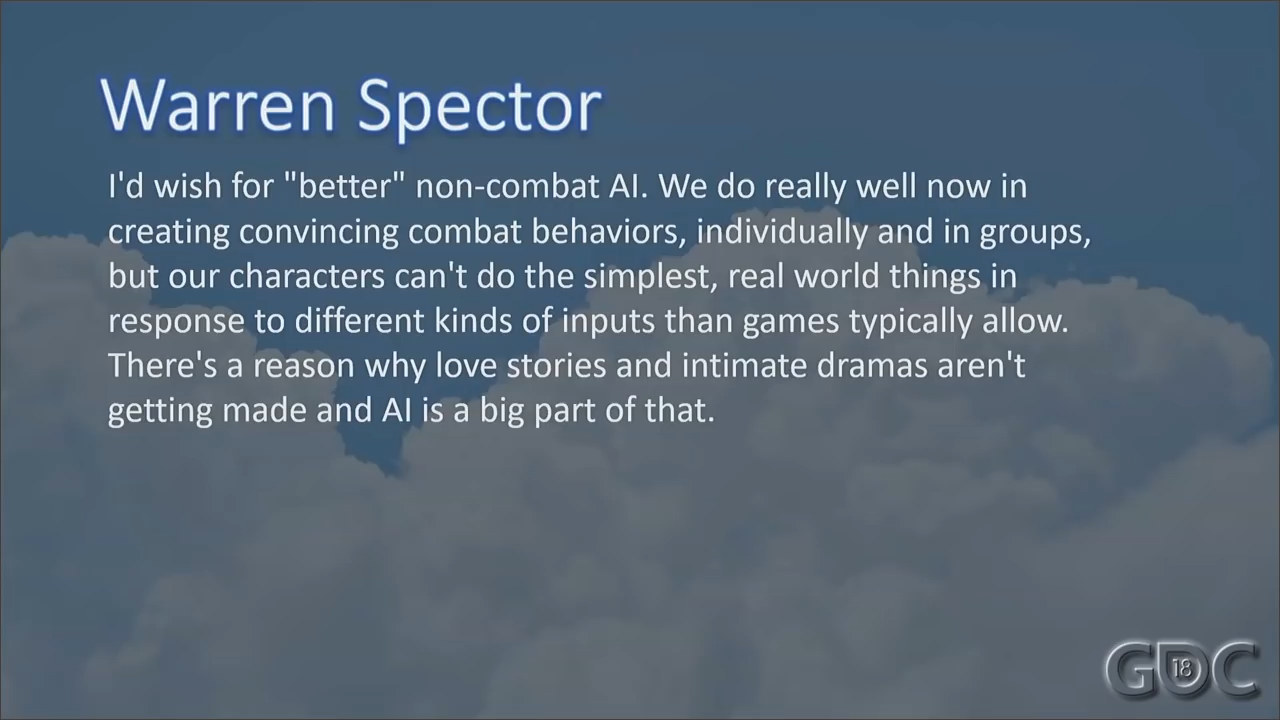 Warren Spector
I'd wish for "better" non-combat AI. We do really well now in
creating convincing combat behaviors, individually and in groups,
but our characters can't do the simplest, real world things in
response to different kinds of inputs than games typically allow.
There's a reason why love stories and intimate dramas aren't
getting made and AI is a big part of that.
GDC
18